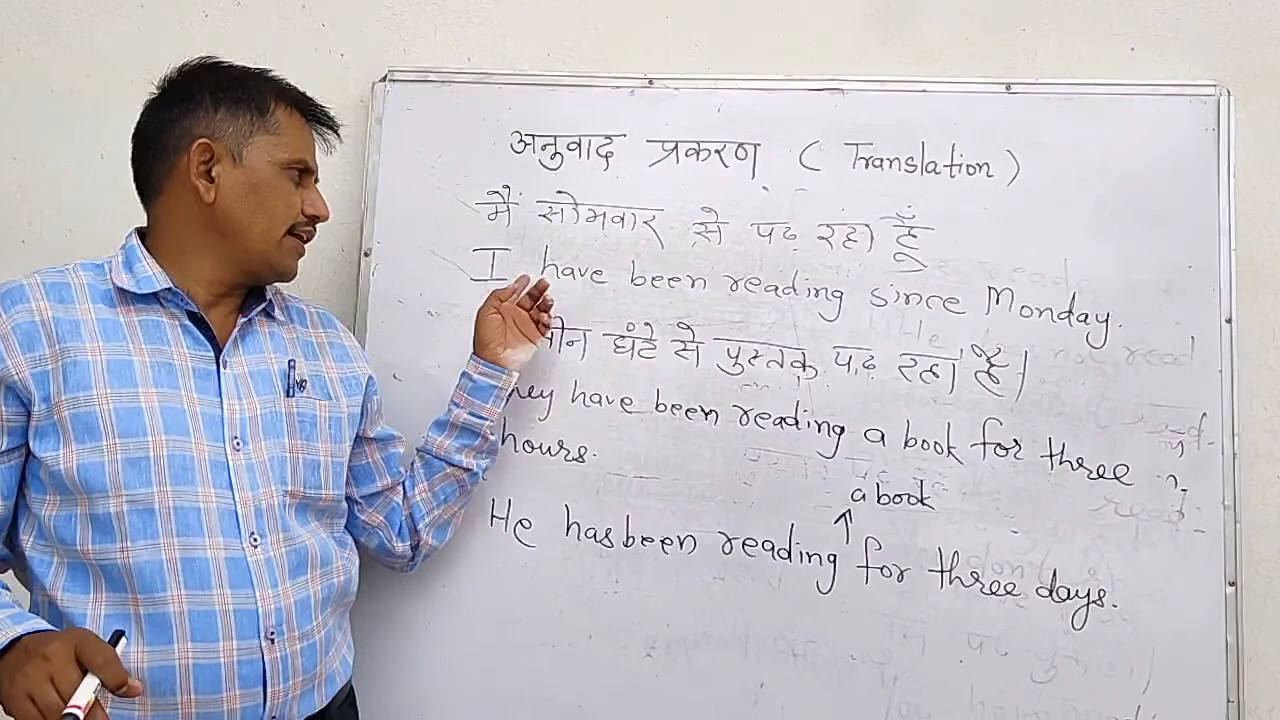 अनुवाद प्रकरण ( Translation )
मैं सोमवार से पढ रहा हूँ
I have been reading since Monday.
तीन घंटे से पुस्तक पढ रहा है।
hey have been reading a book for three
hours.
a book
He has been reading ↑ for three days.